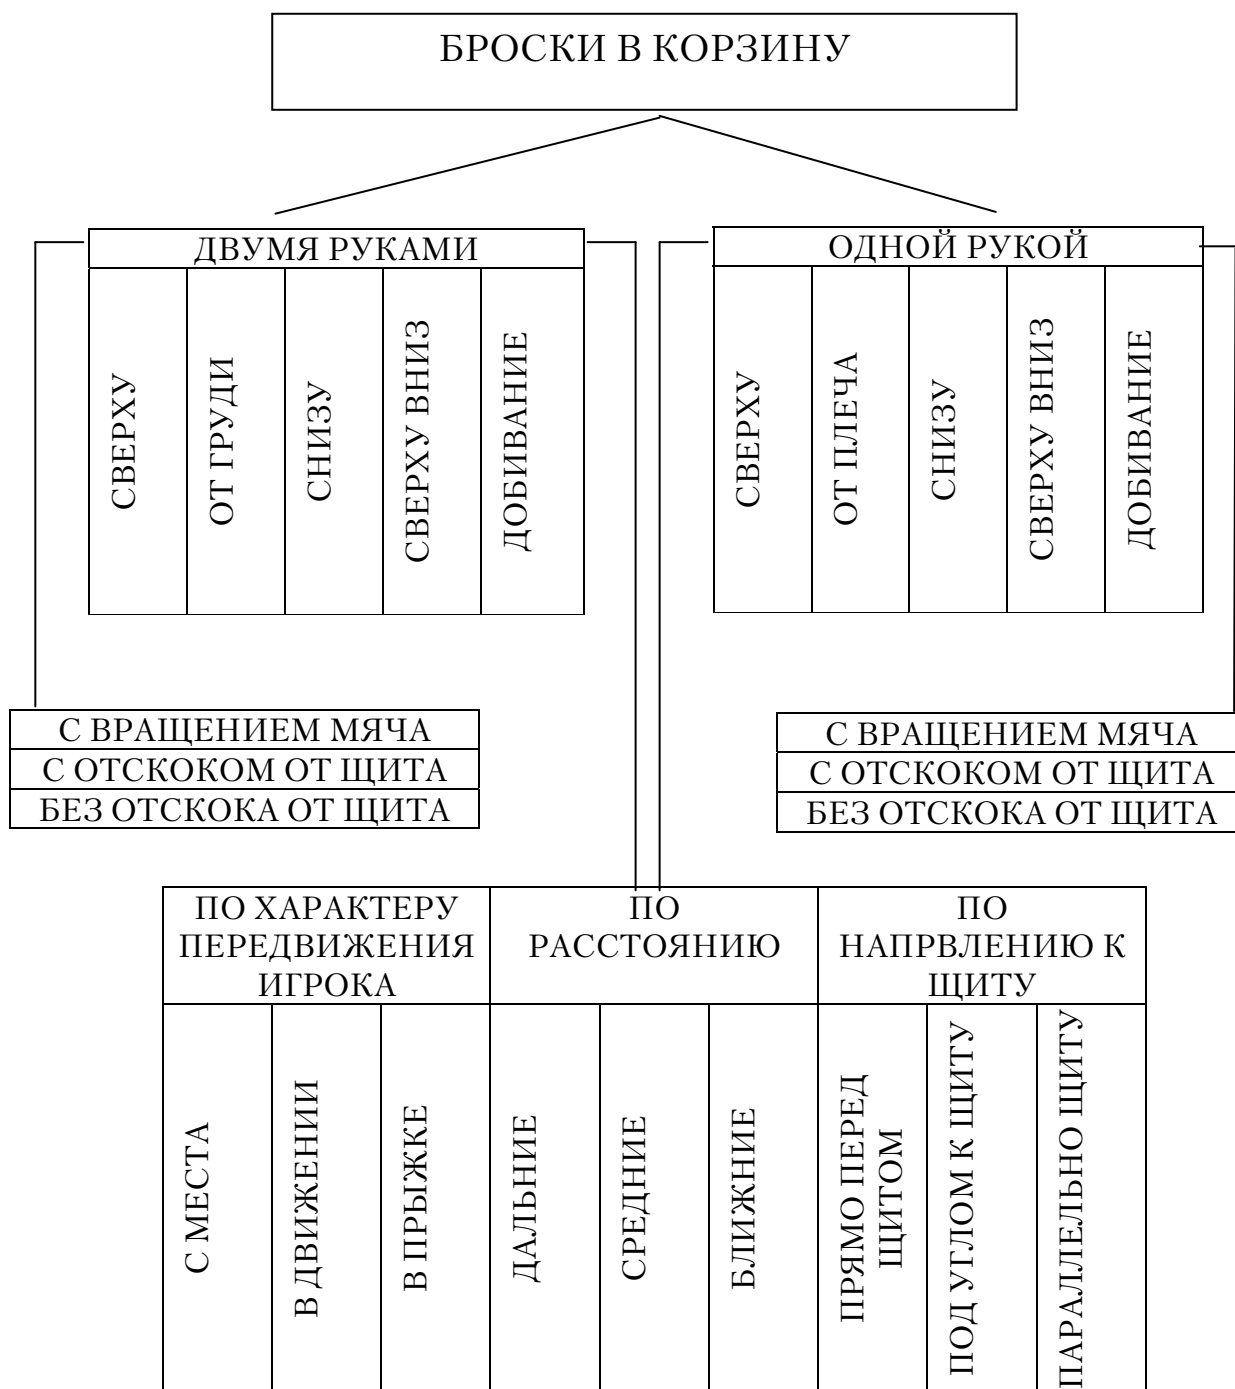 БРОСКИ В КОРЗИНУ
ДВУМЯ РУКАМИ
СВЕРХУ
ОТ ГРУДИ
СНИЗУ
СВЕРХУ ВНИЗ
ДОБИВАНИЕ
ОДНОЙ РУКОЙ
СВЕРХУ
ОТ ПЛЕЧА
СНИЗУ
СВЕРХУ ВНИЗ
ДОБИВАНИЕ
С ВРАЩЕНИЕМ МЯЧА
С ОТСКОКОМ ОТ ЩИТА
БЕЗ ОТСКОКА ОТ ЩИТА
С ВРАЩЕНИЕМ МЯЧА
С ОТСКОКОМ ОТ ЩИТА
БЕЗ ОТСКОКА ОТ ЩИТА
ПО ХАРАКТЕРУ
ПЕРЕДВИЖЕНИЯ
ИГРОКА
ПО
РАССТОЯНИЮ
ПО
НАПРВЛЕНИЮ К
ЩИТУ
С МЕСТА
В ДВИЖЕНИИ
В ПРЫЖКЕ
ДАЛЬНИЕ
СРЕДНИЕ
БЛИЖНИЕ
ПРЯМО ПЕРЕД
ЩИТОМ
ПОД УГЛОМ К ЩИТУ
ПАРАЛЛЕЛЬНО ЩИТУ